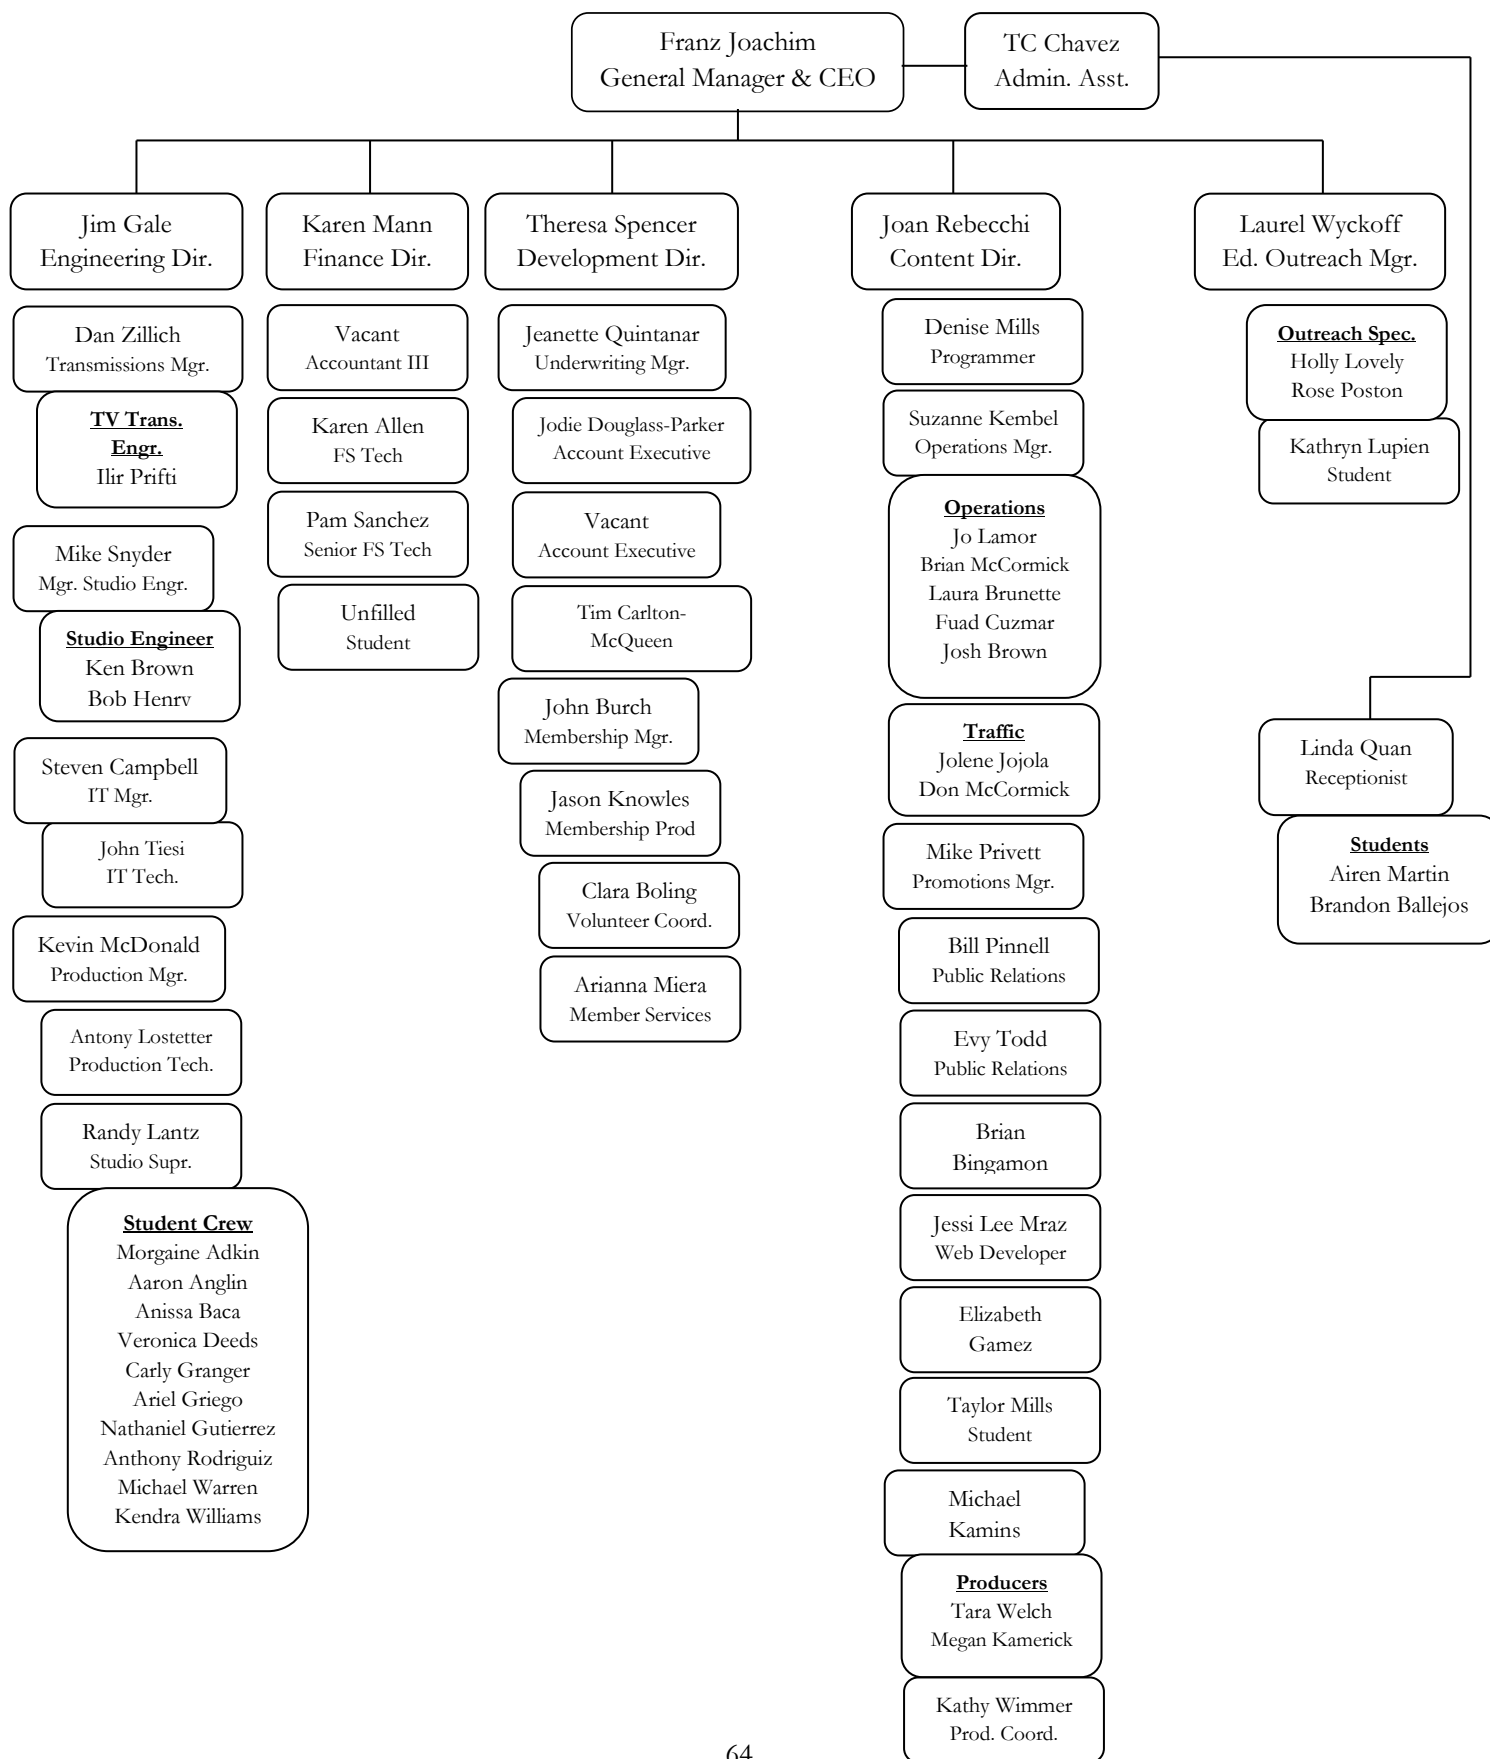 Franz Joachim
General Manager & CEO
TC Chavez
Admin. Asst.
Jim Gale
Engineering Dir.
Dan Zillich
Transmissions Mgr.
TV Trans.
Engr.
Ilir Prifti
Mike Snyder
Mgr. Studio Engr.
Studio Engineer
Ken Brown
Bob Henry
Steven Campbell
IT Mgr.
John Tiesi
IT Tech.
Kevin McDonald
Production Mgr.
Antony Lostetter
Production Tech.
Randy Lantz
Studio Supr.
Student Crew
Morgaine Adkin
Aaron Anglin
Anissa Baca
Veronica Deeds
Carly Granger
Ariel Griego
Nathaniel Gutierrez
Anthony Rodriguiz
Michael Warren
Kendra Williams
Karen Mann
Finance Dir.
Vacant
Accountant III
Karen Allen
FS Tech
Pam Sanchez
Senior FS Tech
Unfilled
Student
Theresa Spencer
Development Dir.
Jeanette Quintanar
Underwriting Mgr.
Jodie Douglass-Parker
Account Executive
Vacant
Account Executive
Tim Carlton-
McQueen
John Burch
Membership Mgr.
Jason Knowles
Membership Prod
Clara Boling
Volunteer Coord.
Arianna Miera
Member Services
Joan Rebecchi
Content Dir.
Denise Mills
Programmer
Suzanne Kembel
Operations Mgr.
Operations
Jo Lamor
Brian McCormick
Laura Brunette
Fuad Cuzmar
Josh Brown
Traffic
Jolene Jojola
Don McCormick
Mike Privett
Promotions Mgr.
Bill Pinnell
Public Relations
Evy Todd
Public Relations
Brian
Bingamon
Jessi Lee Mraz
Web Developer
Elizabeth
Gamez
Taylor Mills
Student
Michael
Kamins
Producers
Tara Welch
Megan Kamerick
Kathy Wimmer
Prod. Coord.
Laurel Wyckoff
Ed. Outreach Mgr.
Outreach Spec.
Holly Lovely
Rose Poston
Kathryn Lupien
Student
Linda Quan
Receptionist
Students
Airen Martin
Brandon Ballejos
64